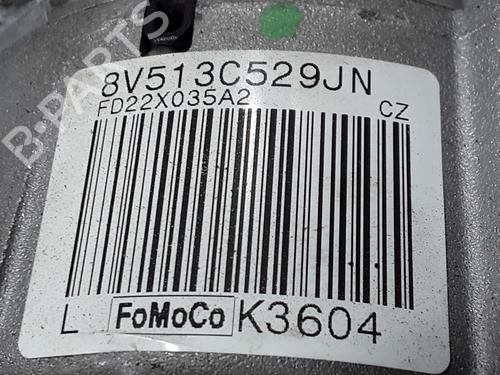 8V513C529JN
FD22X035A2 CZ
L FoMoCo K3604
B-PARTS